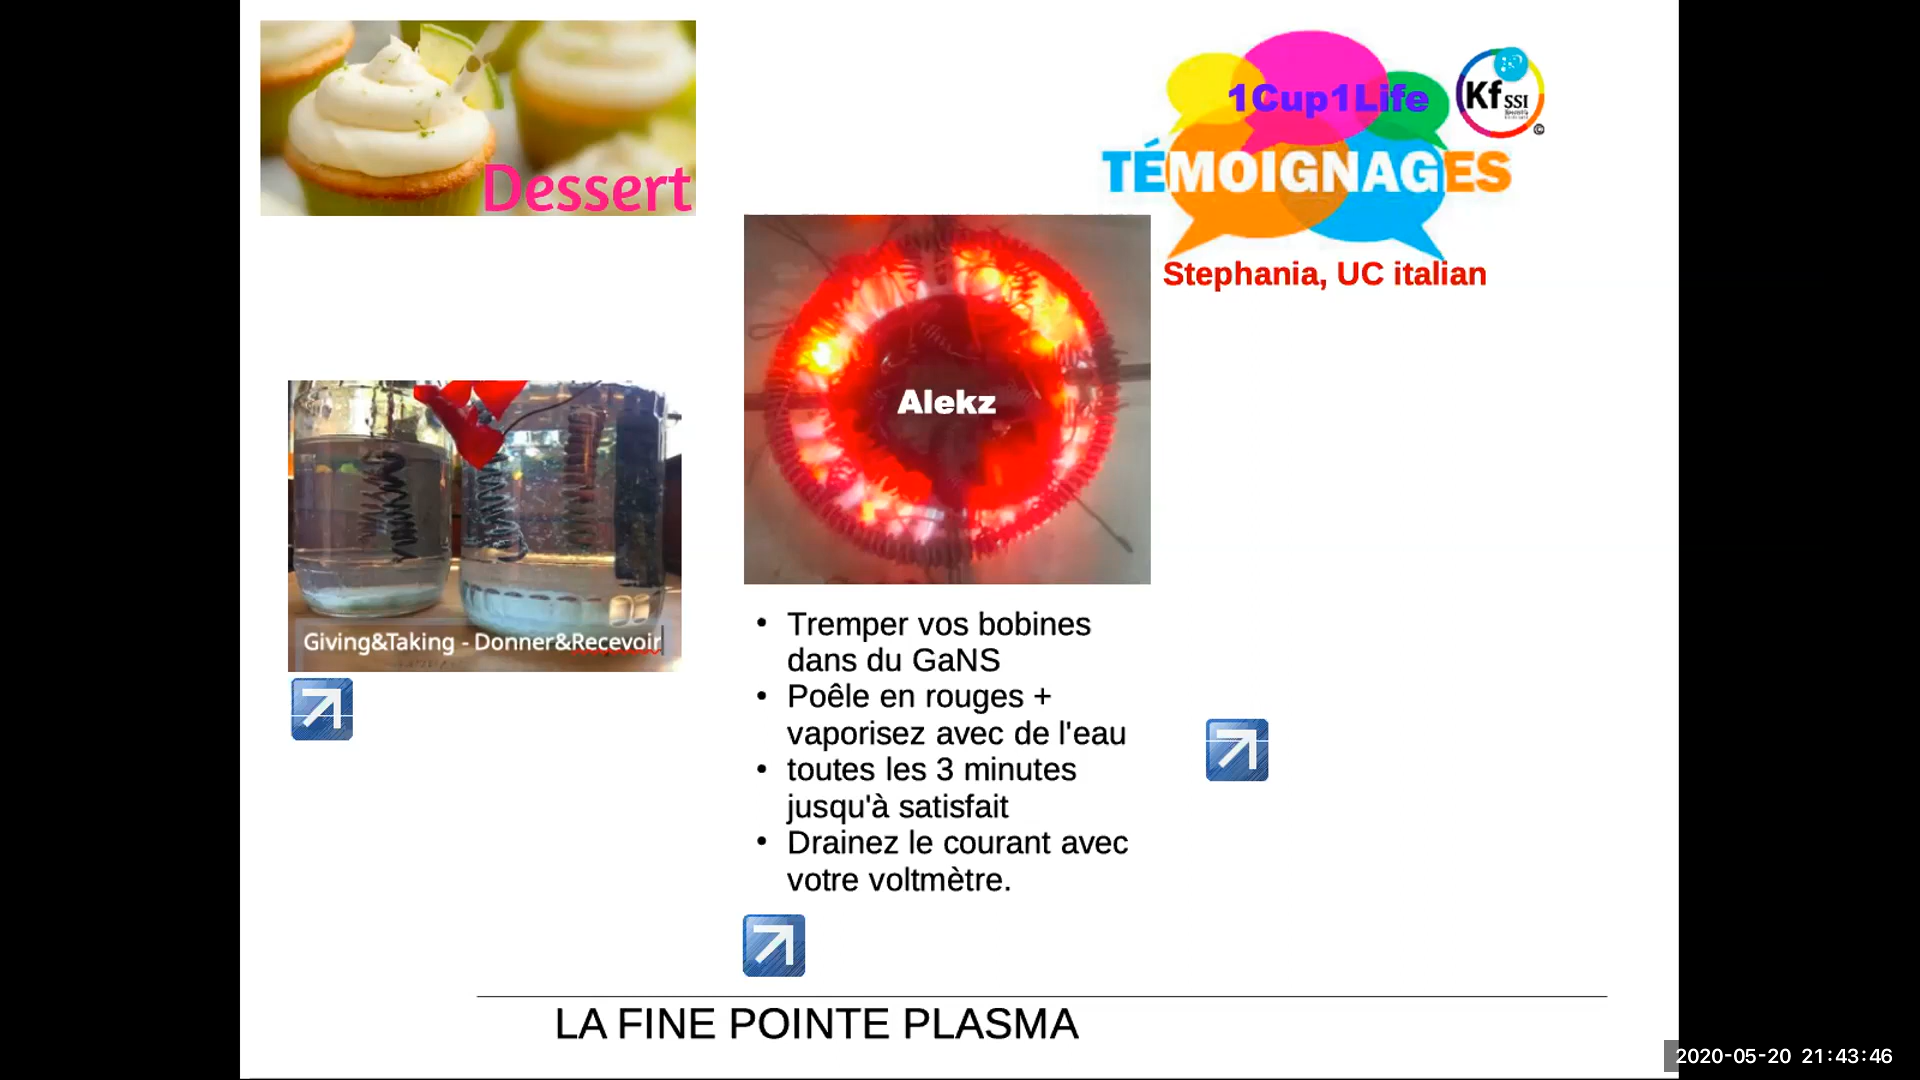 Dessert
1Cup1Life
Kf SSI
©
TÉMOIGNAGES
Stephania, UC italian
Alekz
Giving&Taking - Donner&Recevoir
• Tremper vos bobines
dans du GaNS
• Poêle en rouges +
vaporisez avec de l'eau
• toutes les 3 minutes
jusqu'à satisfait
• Drainez le courant avec
votre voltmètre.
LA FINE POINTE PLASMA
2020-05-20 21:43:46